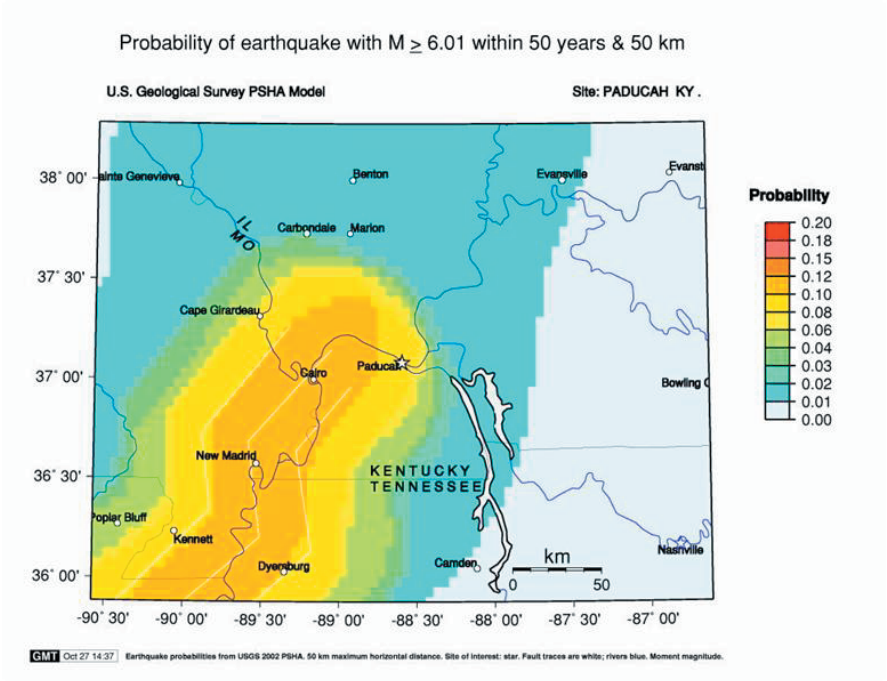 Probability of earthquake with M ≥ 6.01 within 50 years & 50 km
U.S. Geological Survey PSHA Model
Site: PADUCAH KY .
38° 00'
37° 30'
37° 00'
36° 30'
36° 00'
-90° 30'
-90° 00'
-89° 30'
-89° 00'
-88° 30'
-88° 00'
-87° 30'
-87° 00'
ainte Genevieve
Benton
Evansville
Evanst
IL
MO
Carbondale
Marion
Cape Girardeau
Cairo
Paducah
Bowling
New Madrid
KENTUCKY
TENNESSEE
Poplar Bluff
Kennett
Dyersburg
Camden
Nashville
km
0
50
Probability
0.20
0.18
0.15
0.12
0.10
0.08
0.06
0.04
0.03
0.02
0.01
0.00
GMT Oct 27 14:37 Earthquake probabilities from USGS 2002 PSHA. 50 km maximum horizontal distance. Site of interest: star. Fault traces are white; rivers blue. Moment magnitude.